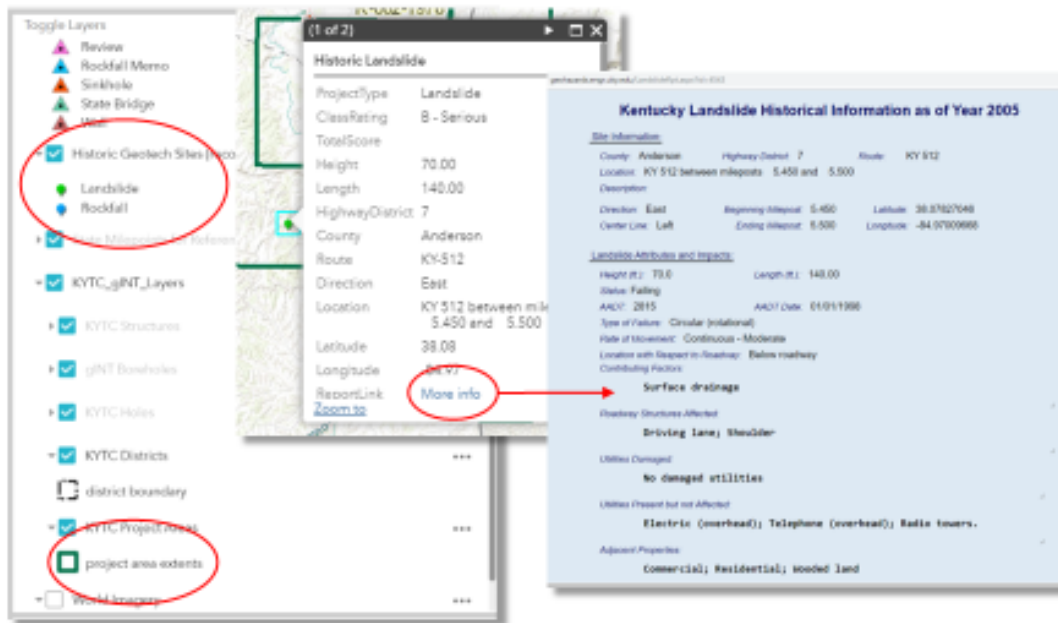 Toggle Layers
Review
Rockfall Memo
Sinkhole
State Bridge
Wall
Historic Geotech Sites (reco
Landslide
Rockfall
State Mileposts for Referen
KYTC_gINT_Layers
KYTC Structures
gINT Boreholes
KYTC Holes
KYTC Districts
district boundary
KYTC Project Areas
project area extents
World Imagery
(1 of 2)
Historic Landslide
ProjectType Landslide
ClassRating B - Serious
TotalScore
Height 70.00
Length 140.00
HighwayDistrict 7
County Anderson
Route KY-512
Direction East
Location KY 512 between mile
5.450 and 5.500
Latitude 38.08
Longitude -84.97
ReportLink More info
Zoom to
Kentucky Landslide Historical Information as of Year 2005
Site Information:
County: Anderson Highway District: 7 Route: KY 512
Location: KY 512 between mileposts 5.450 and 5.500
Description:
Direction: East Beginning Milepost: 5.450 Latitude: 38.07827048
Center Line: Left Ending Milepost: 5.500 Longitude:
Landslide Attributes and Impacts:
Height (ft.): 70.0 Length (ft.): 140.00
Status: Failing
AADT: 2015 AADT Date: 01/01/1998
Type of Failure: Circular (rotational)
Rate of Movement: Continuous - Moderate
Location with Respect to Roadway: Below roadway
Contributing Factors:
Surface drainage
Roadway Structures Affected:
Driving lane; Shoulder
Utilities Damaged:
No damaged utilities
Utilities Present but not Affected:
Electric (overhead); Telephone (overhead); Radio towers.
Adjacent Properties:
Commercial; Residential; Wooded land